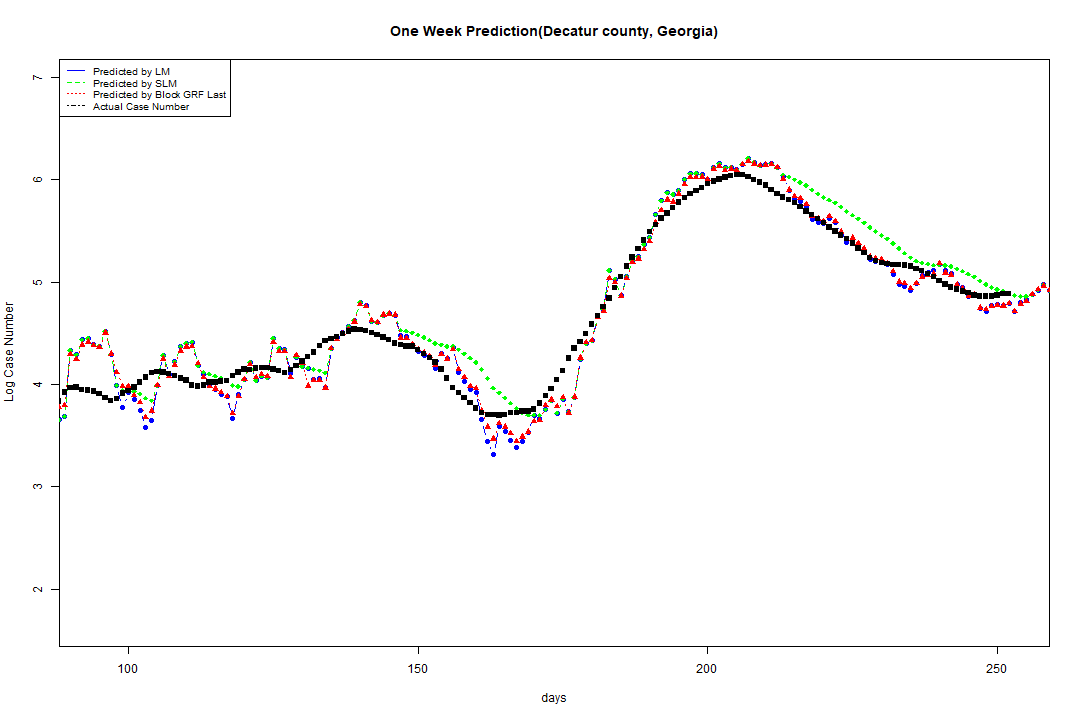 One Week Prediction(Decatur county, Georgia)
Predicted by LM
Predicted by SLM
Predicted by Block GRF Last
Actual Case Number
7
6
5
4
3
2
Log Case Number
100 150 200 250
days